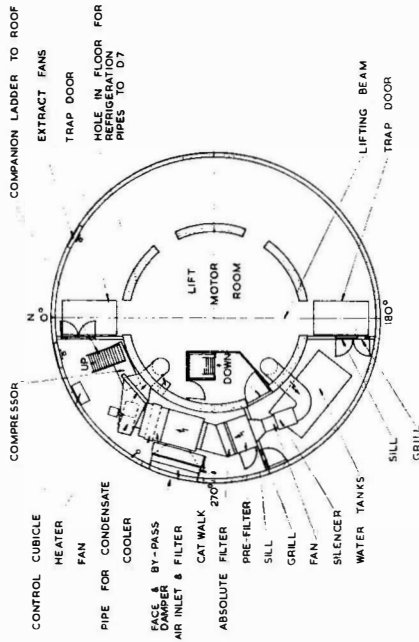 COMPANION LADDER TO ROOF
EXTRACT FANS
TRAP DOOR
HOLE IN FLOOR FOR
REFRIGERATION
PIPES TO D7
COMPRESSOR
N
0°
CONTROL CUBICLE
HEATER
FAN
PIPE FOR CONDENSATE
COOLER
FACE & BY-PASS
DAMPER
AIR INLET & FILTER
CAT WALK
270°
ABSOLUTE FILTER
PRE-FILTER
SILL
GRILL
FAN
SILENCER
WATER TANKS
UP
LIFT
MOTOR
ROOM
DOWN
LIFTING BEAM
TRAP DOOR
180°
SILL
GRILL